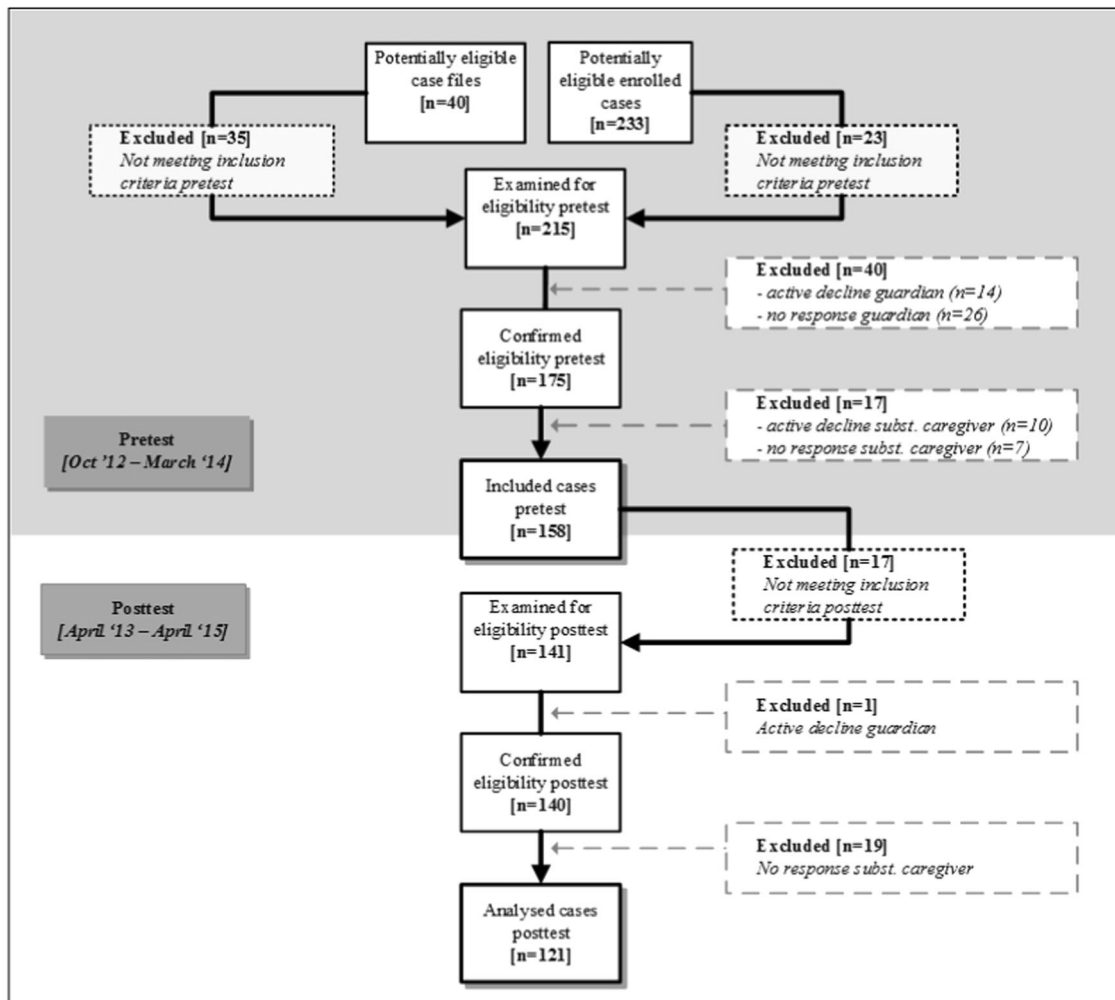 Potentially eligible
case files
[n=40]
Potentially
eligible enrolled
cases
[n=233]
Excluded [n=35]
Not meeting inclusion
criteria pretest
Excluded [n=23]
Not meeting inclusion
criteria pretest
Examined for
eligibility pretest
[n=215]
Excluded [n=40]
- active decline guardian (n=14)
- no response guardian (n=26)
Confirmed
eligibility pretest
[n=175]
Excluded [n=17]
- active decline subst. caregiver (n=10)
- no response subst. caregiver (n=7)
Pretest
[Oct '12 – March '14]
Included cases
pretest
[n=158]
Excluded [n=17]
Not meeting inclusion
criteria posttest
Posttest
[April '13 – April '15]
Examined for
eligibility posttest
[n=141]
Excluded [n=1]
Active decline guardian
Confirmed
eligibility posttest
[n=140]
Excluded [n=19]
No response subst. caregiver
Analysed cases
posttest
[n=121]